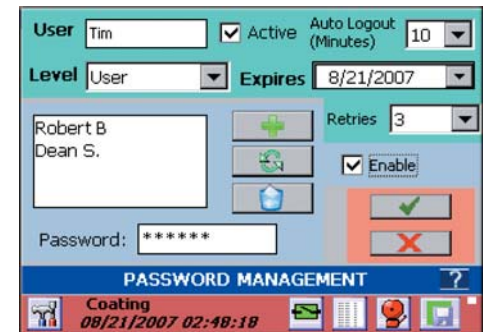 User Tim Active Auto Logout (Minutes) 10
Level User Expires 8/21/2007
Robert B
Dean S.
Retries 3
Enable
Password: ******
PASSWORD MANAGEMENT ?
Coating
08/21/2007 02:48:18